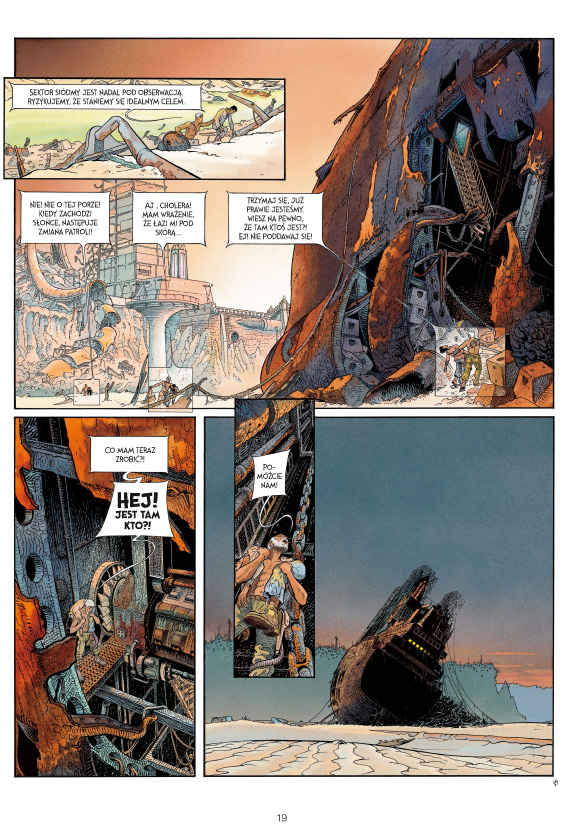 SEKTOR SIÓDMY JEST NADAL POD OBSERWACJĄ.
RYZYKUJEMY, ŻE STANIEMY SIĘ IDEALNYM CELEM.
NIE! NIE O TEJ PORZE!
KIEDY ZACHODZI
SŁOŃCE, NASTĘPUJE
ZMIANA PATROLI!!
AJ, CHOLERA!
MAM WRAŻENIE,
ŻE ŁAZI MI POD
SKÓRĄ...
TRZYMAJ SIĘ, JUŻ
PRAWIE JESTEŚMY.
WIESZ NA PEWNO,
ŻE TAM KTOŚ JEST?!
EJ! NIE PODDAWAJ SIĘ!
CO MAM TERAZ
ZROBIĆ?!
HEJ!
JEST TAM
KTO?!
PO-
MÓŻCIE
NAM!
19